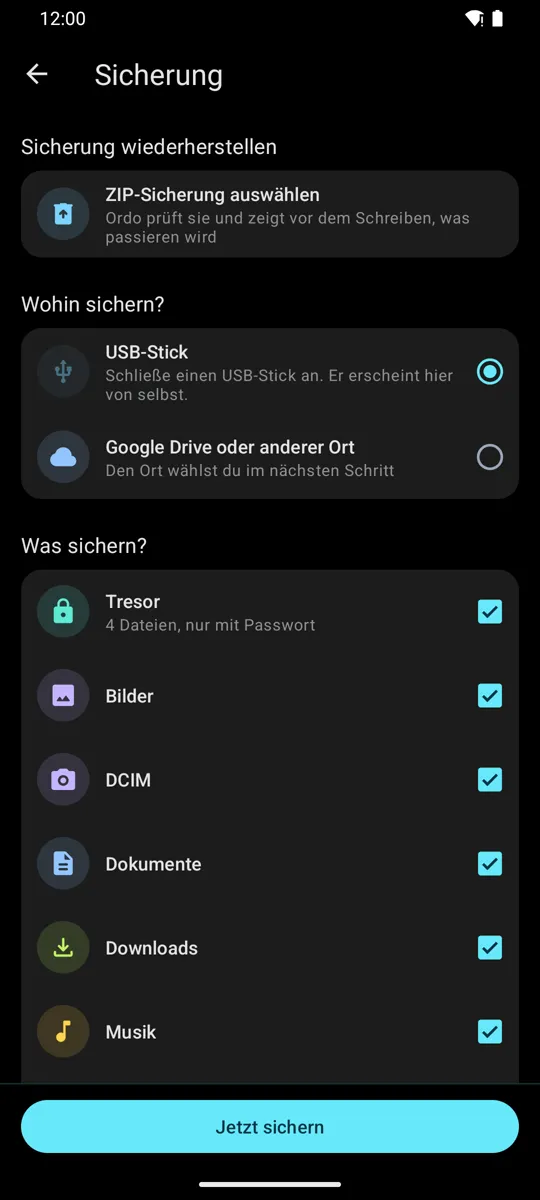 12:00
Sicherung
Sicherung wiederherstellen
ZIP-Sicherung auswählen
Ordo prüft sie und zeigt vor dem Schreiben, was
passieren wird
Wohin sichern?
USB-Stick
Schließe einen USB-Stick an. Er erscheint hier
von selbst.
Google Drive oder anderer Ort
Den Ort wählst du im nächsten Schritt
Was sichern?
Tresor
4 Dateien, nur mit Passwort
Bilder
DCIM
Dokumente
Downloads
Musik
Jetzt sichern